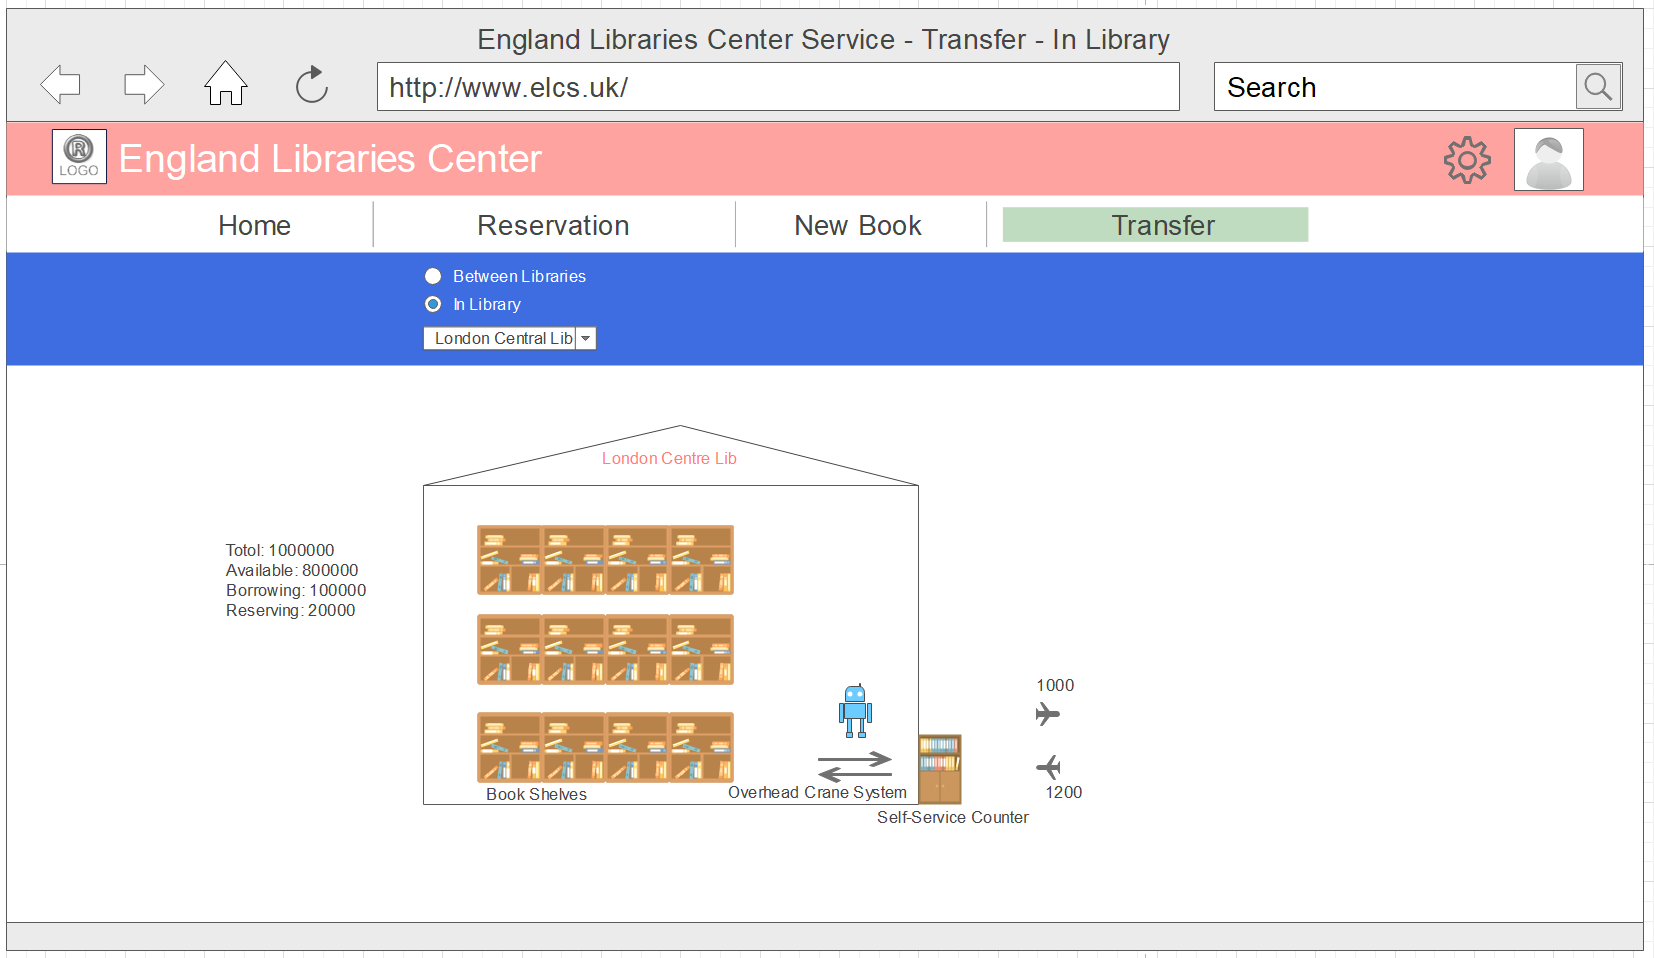 England Libraries Center Service - Transfer - In Library
http://www.elcs.uk/
Search
® LOGO
England Libraries Center
Home
Reservation
New Book
Transfer
Between Libraries
In Library
London Central Lib
London Centre Lib
Totol: 1000000
Available: 800000
Borrowing: 100000
Reserving: 20000
1000
1200
Book Shelves
Overhead Crane System
Self-Service Counter